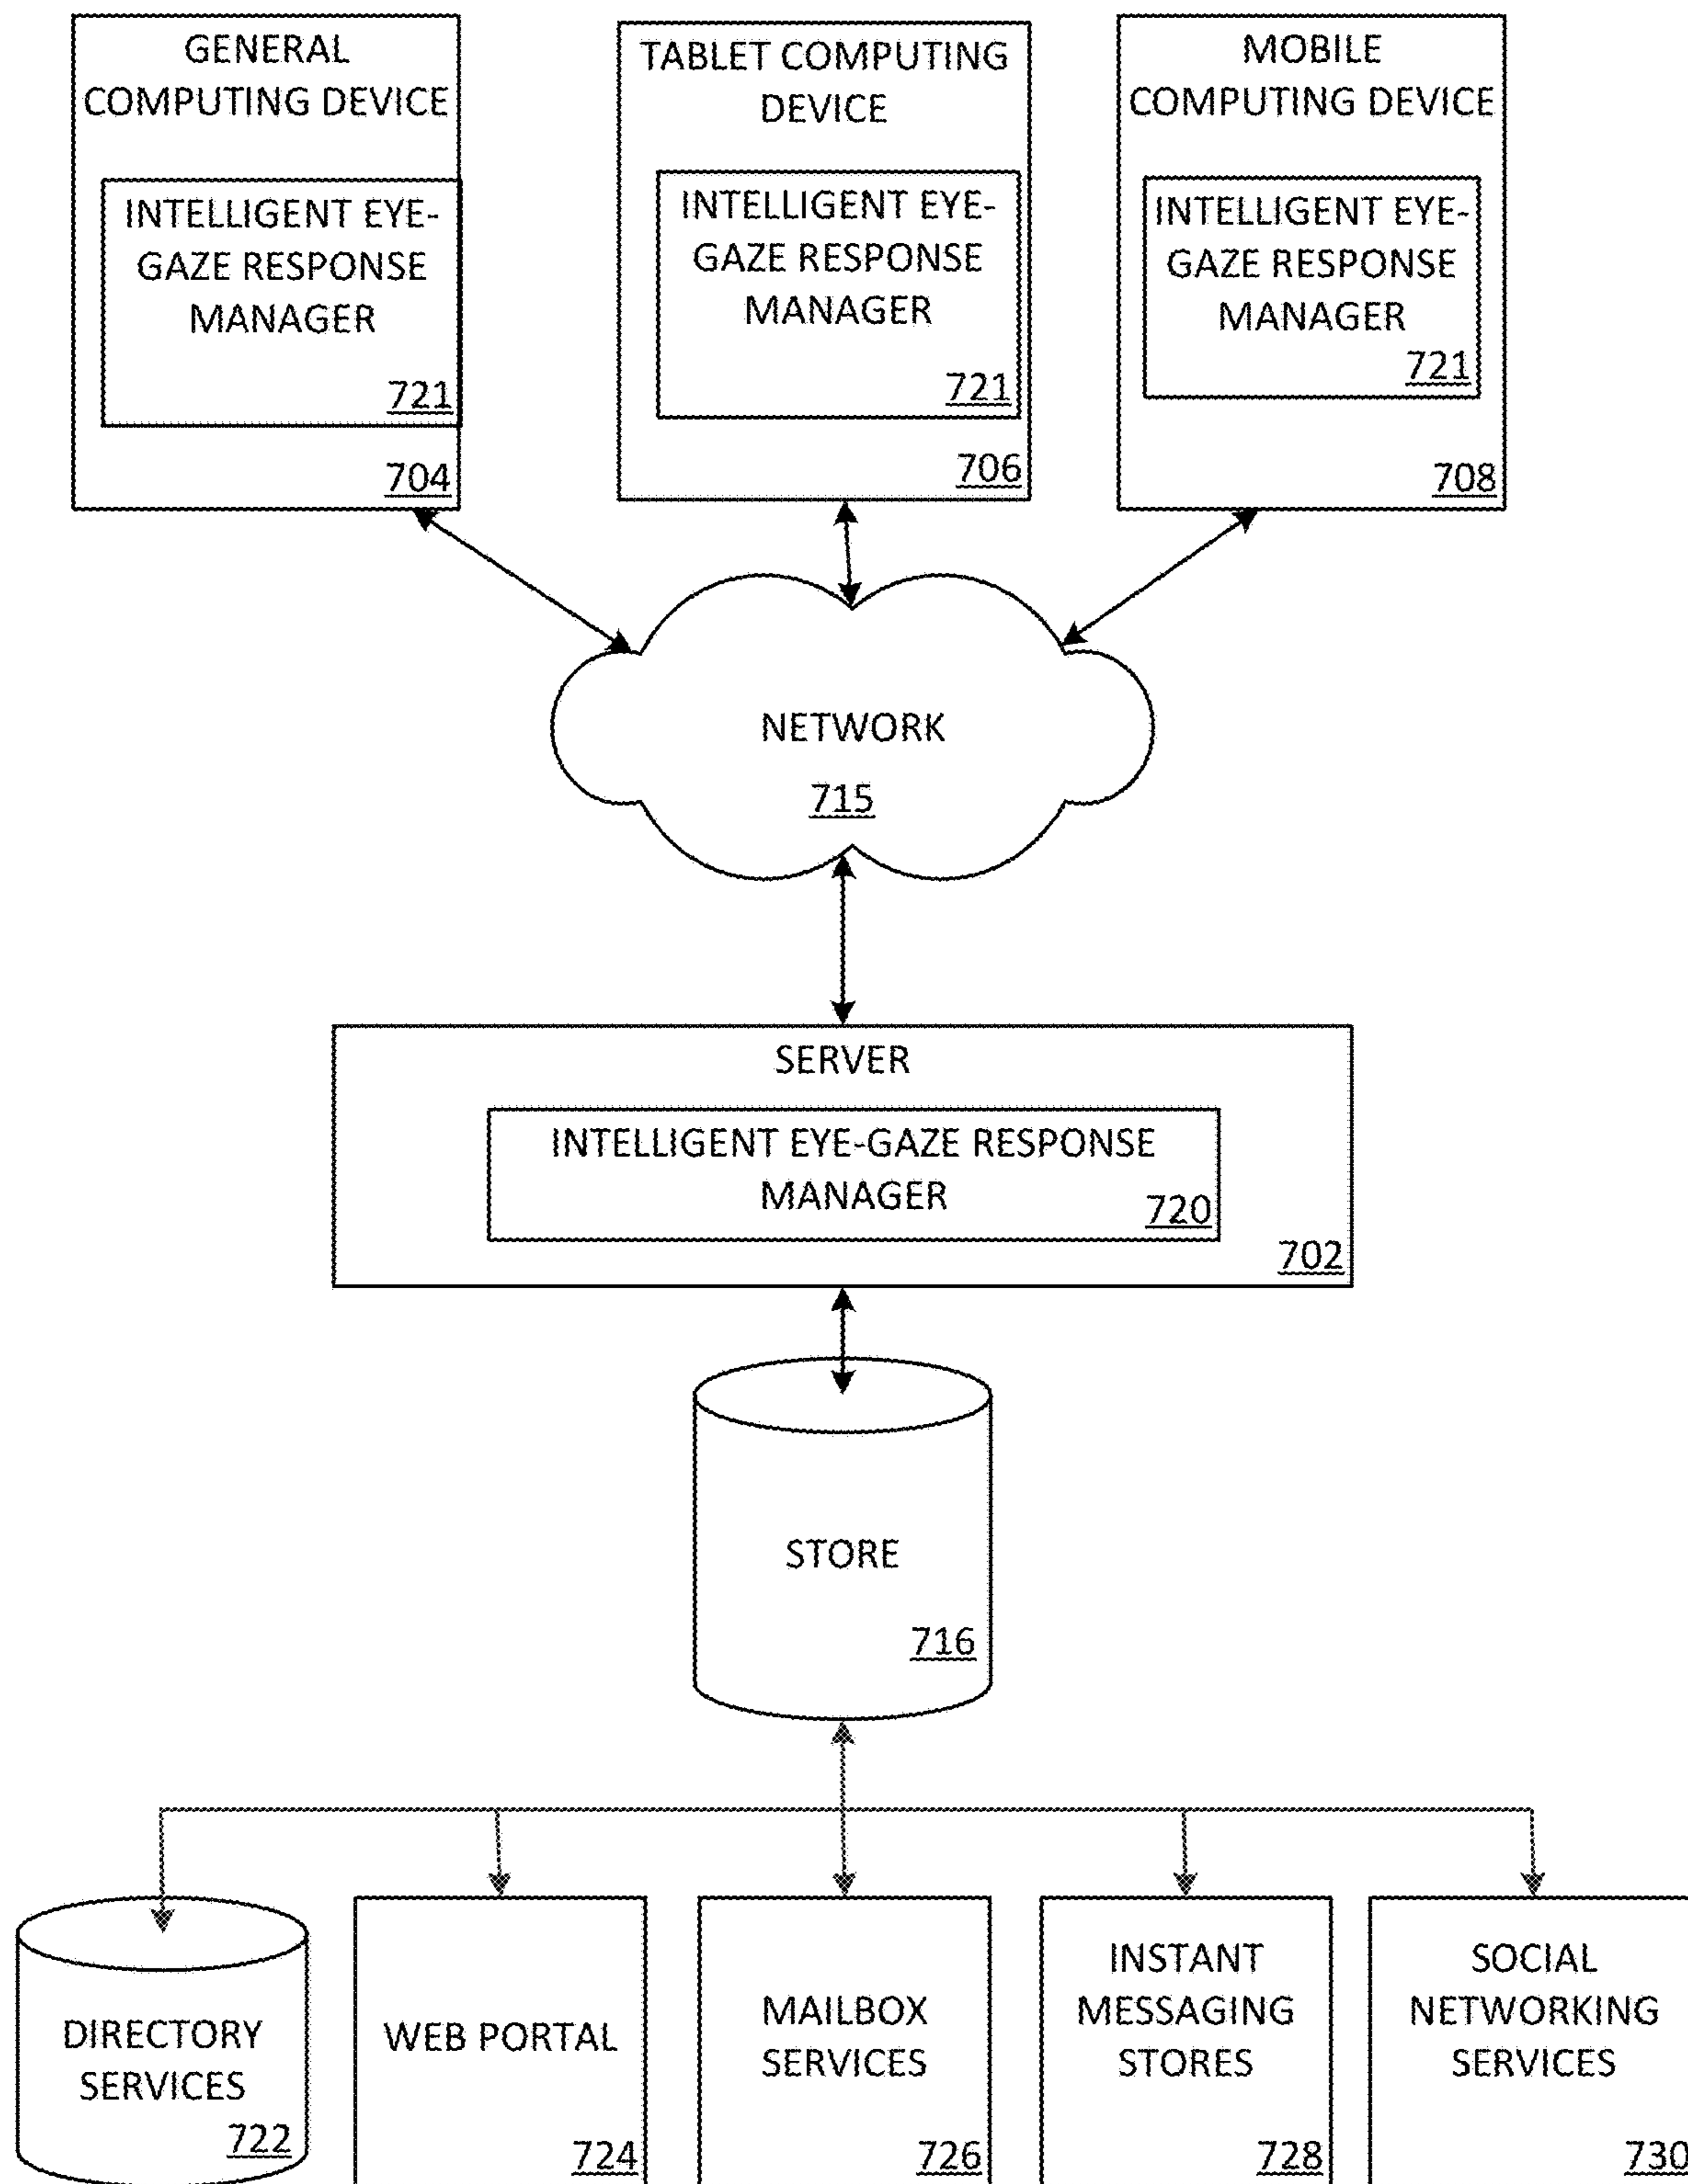 GENERAL
COMPUTING DEVICE
INTELLIGENT EYE-
GAZE RESPONSE
MANAGER
721
704
TABLET COMPUTING
DEVICE
INTELLIGENT EYE-
GAZE RESPONSE
MANAGER
721
706
MOBILE
COMPUTING DEVICE
INTELLIGENT EYE-
GAZE RESPONSE
MANAGER
721
708
NETWORK
715
SERVER
INTELLIGENT EYE-GAZE RESPONSE
MANAGER
720
702
STORE
716
DIRECTORY
SERVICES
722
WEB PORTAL
724
MAILBOX
SERVICES
726
INSTANT
MESSAGING
STORES
728
SOCIAL
NETWORKING
SERVICES
730